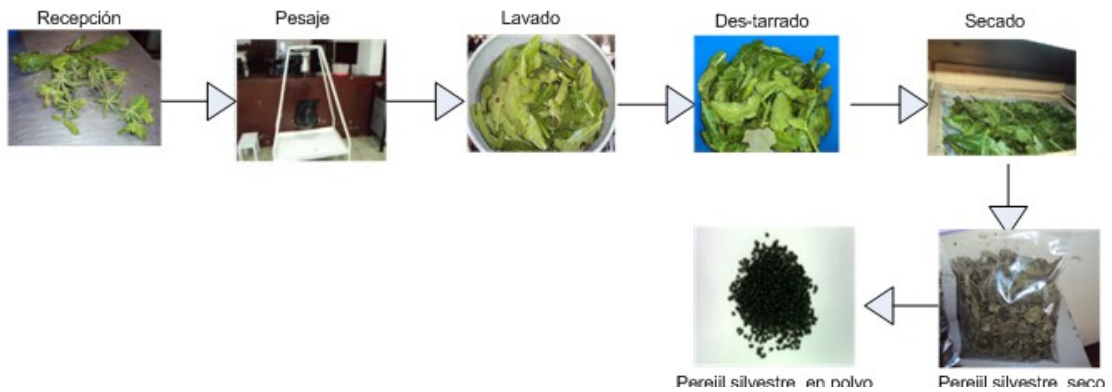 Recepción
Pesaje
Lavado
Des-tarrado
Secado
Perejil silvestre en polvo
Perejil silvestre seco